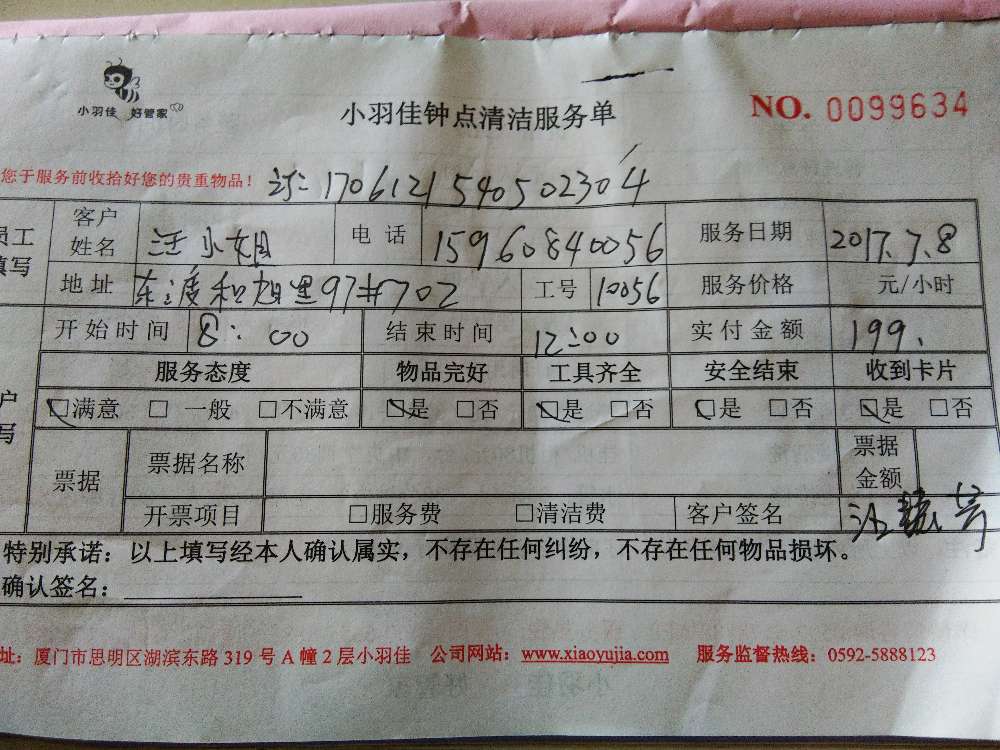 小羽佳 好管家
小羽佳钟点清洁服务单
NO. 0099634
您于服务前收拾好您的贵重物品！ 1706121540502304
员工填写 客户姓名 汪小姐 电话 15960840056 服务日期 2017.7.8
地址 东渡和旭里97#702 工号 10056 服务价格 元/小时
开始时间 8:00 结束时间 12:00 实付金额 199.
服务态度 物品完好 工具齐全 安全结束 收到卡片
户写 ☑满意 □ 一般 □不满意 ☑是 □否 ☑是 □否 ☑是 □否 ☑是 □否
票据 票据名称 票据金额
开票项目 □服务费 □清洁费 客户签名
特别承诺：以上填写经本人确认属实，不存在任何纠纷，不存在任何物品损坏。
确认签名：
址：厦门市思明区湖滨东路 319 号 A 幢 2 层小羽佳 公司网站：www.xiaoyujia.com 服务监督热线：0592-5888123